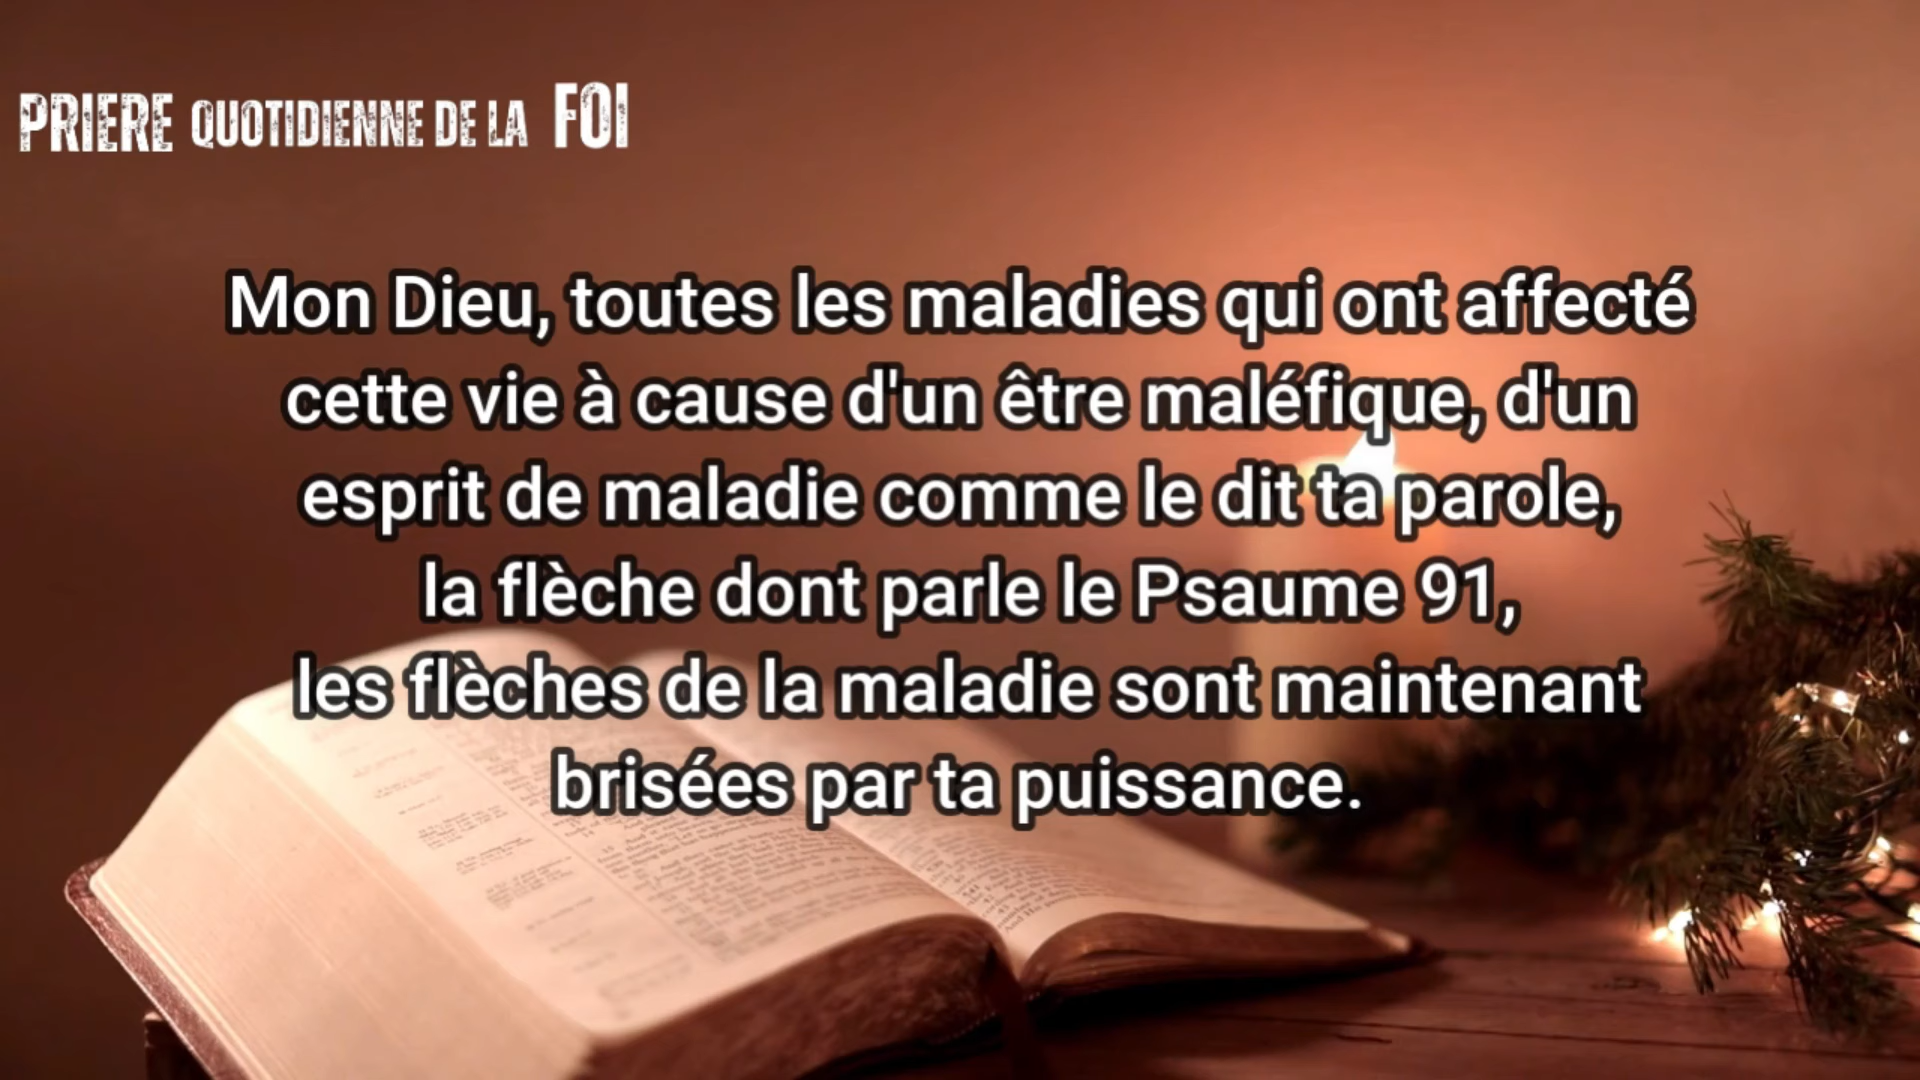 PRIERE QUOTIDIENNE DE LA FOI
Mon Dieu, toutes les maladies qui ont affecté
cette vie à cause d'un être maléfique, d'un
esprit de maladie comme le dit ta parole,
la flèche dont parle le Psaume 91,
les flèches de la maladie sont maintenant
brisées par ta puissance.